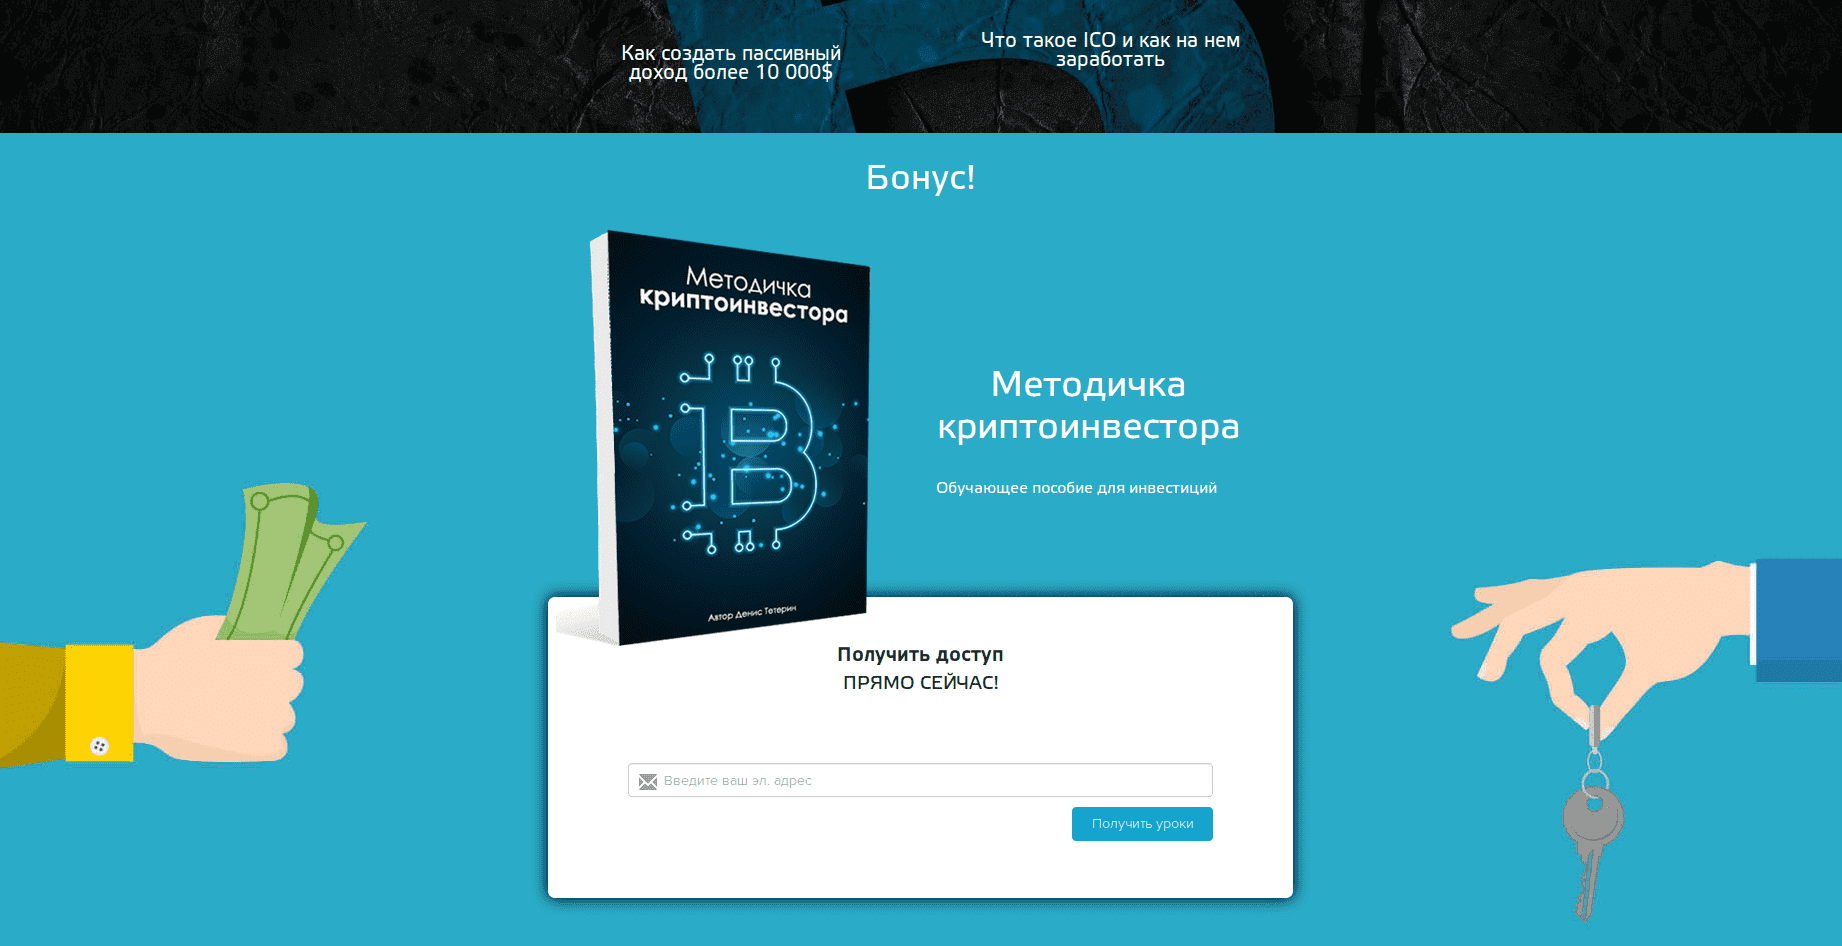 Как создать пассивный
доход более 10 000$
Что такое ICO и как на нем
заработать
Бонус!
Методичка
криптоинвестора
Автор Денис Тетерин
Методичка
криптоинвестора
Обучающее пособие для инвестиций
Получить доступ
ПРЯМО СЕЙЧАС!
Введите ваш эл. адрес
Получить уроки